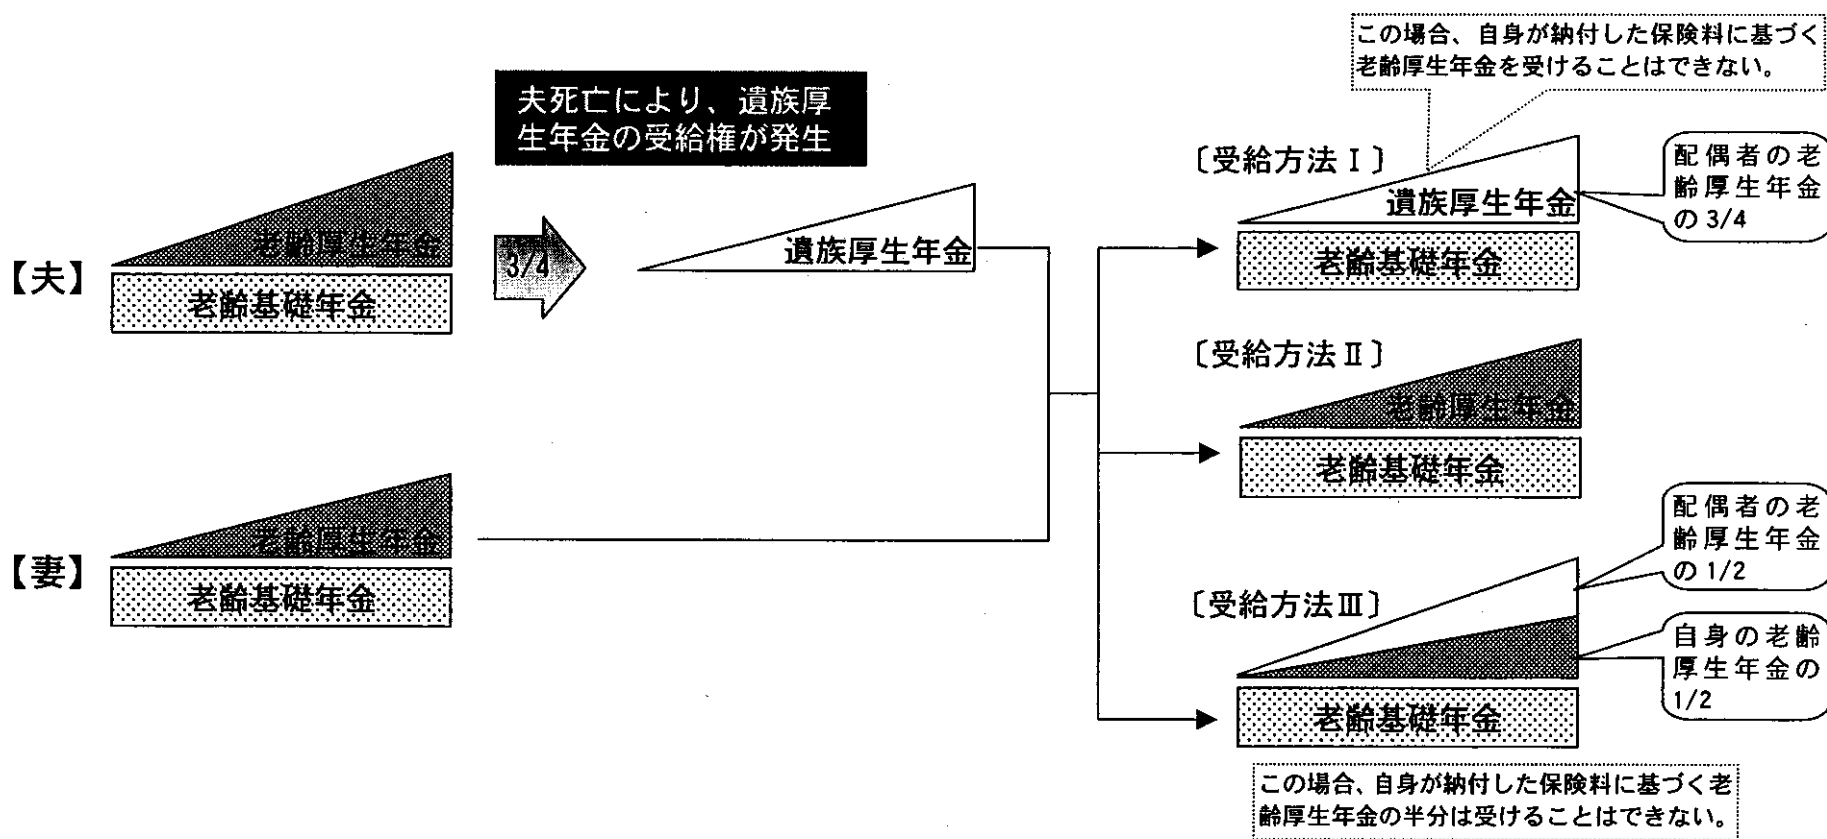 この場合、自身が納付した保険料に基づく
老齢厚生年金を受けることはできない。
夫死亡により、遺族厚
生年金の受給権が発生
〔受給方法Ⅰ〕
配偶者の老
齢厚生年金
の3/4
遺族厚生年金
老齢基礎年金
【夫】
老齢厚生年金
老齢基礎年金
3/4
遺族厚生年金
〔受給方法Ⅱ〕
老齢厚生年金
老齢基礎年金
【妻】
老齢厚生年金
老齢基礎年金
〔受給方法Ⅲ〕
配偶者の老
齢厚生年金
の1/2
自身の老齢
厚生年金の
1/2
老齢基礎年金
この場合、自身が納付した保険料に基づく老
齢厚生年金の半分は受けることはできない。